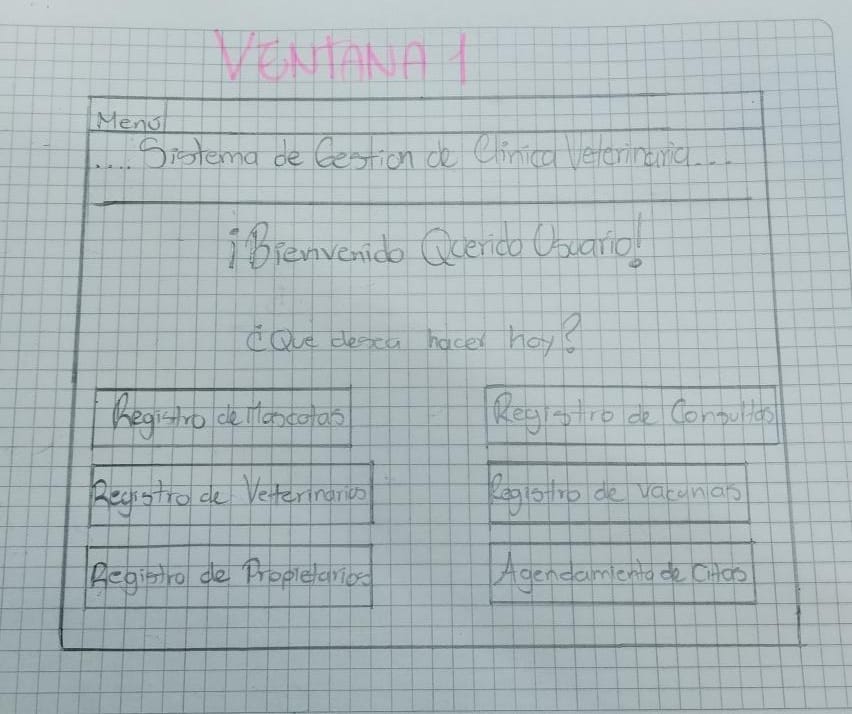 VENTANA 1
Menú
.... Sistema de Gestion de Clinica Veterinaria....
¡Bienvenido Querido Usuario!
¿Que desea hacer hoy?
Registro de Mascotas
Registro de Consultas
Registro de Veterinarios
Registro de vacunas
Registro de Propietarios
Agendamiento de Citas